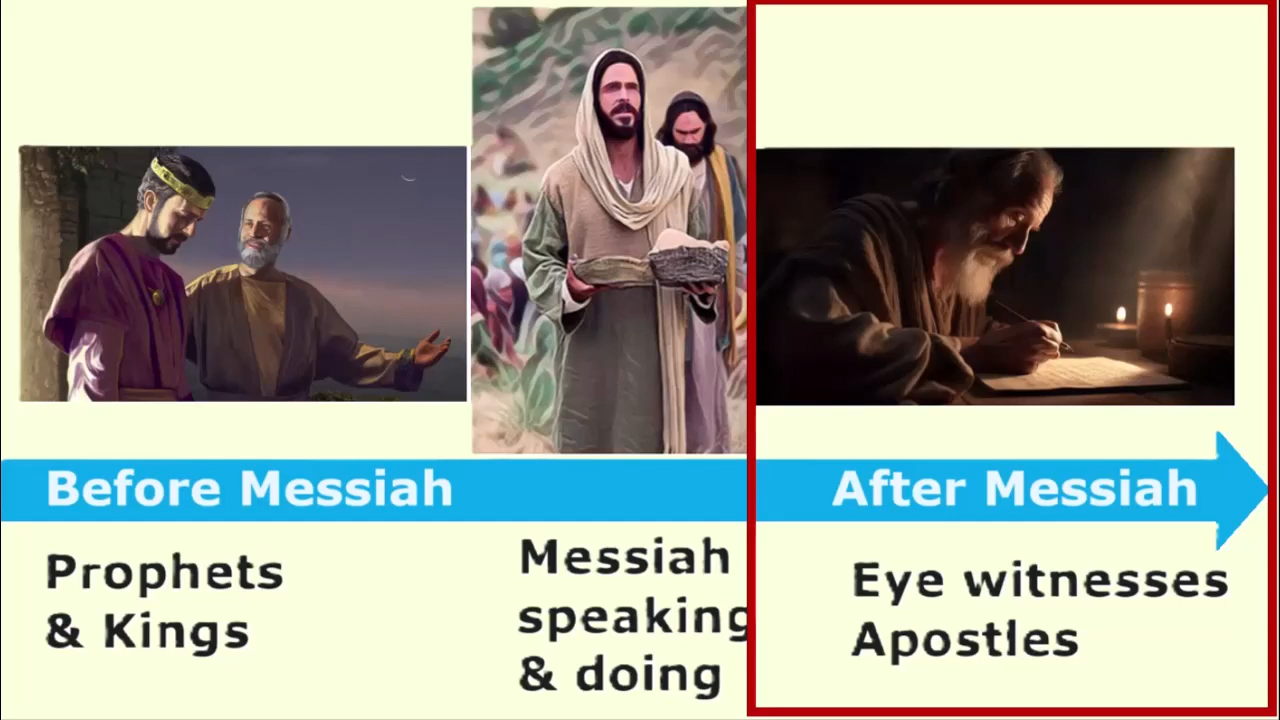 Before Messiah
After Messiah
Prophets
& Kings
Messiah
speaking
& doing
Eye witnesses
Apostles